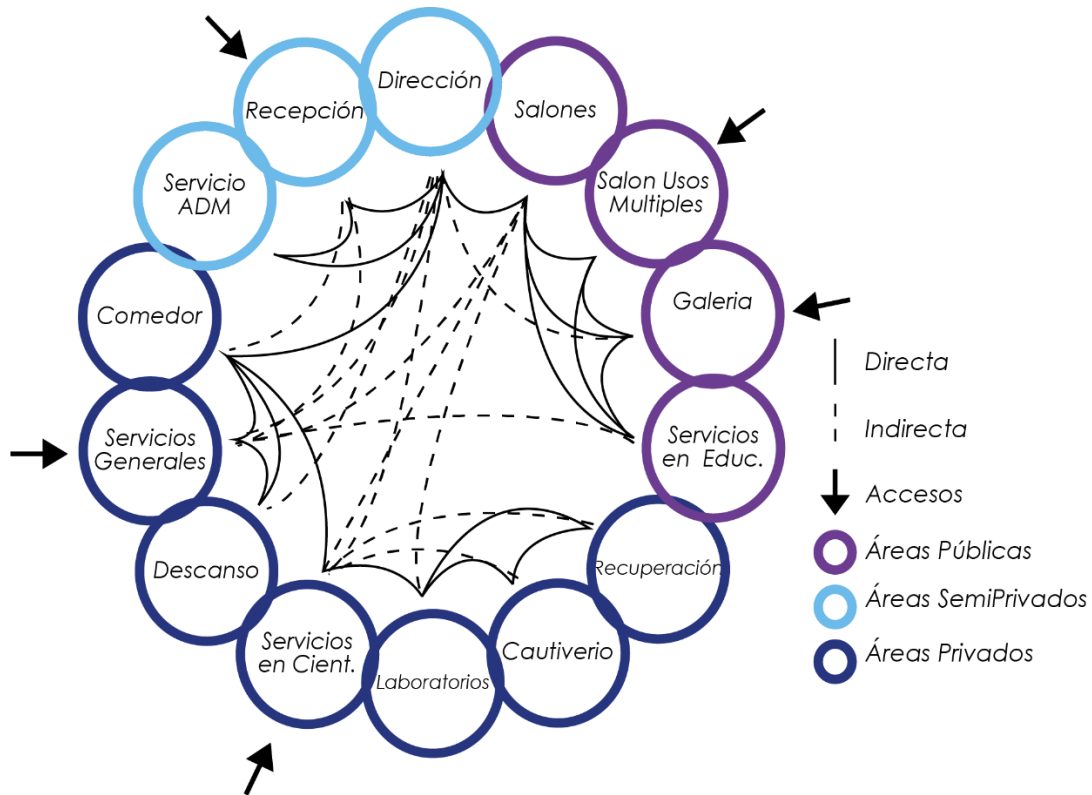 Dirección
Recepción
Salones
Servicio
ADM
Salon Usos
Multiples
Comedor
Galeria
Servicios
Generales
Servicios
en Educ.
Descanso
Recuperación
Servicios
en Cient.
Laboratorios
Cautiverio
Directa
Indirecta
Accesos
Áreas Públicas
Áreas SemiPrivados
Áreas Privados